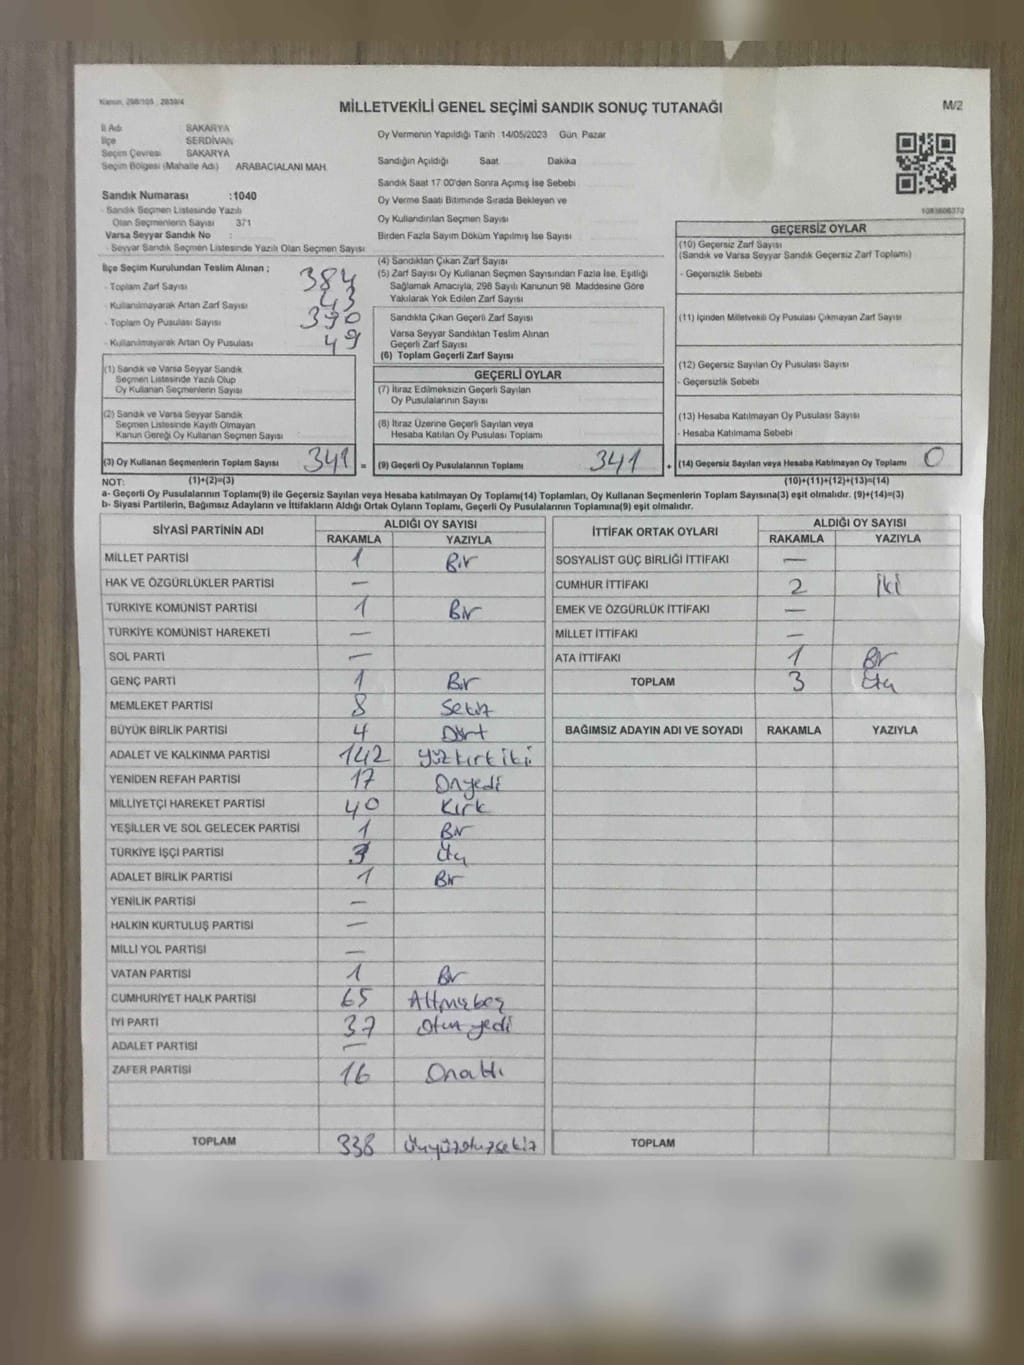 Kanun, 298/105 , 2839/4
MİLLETVEKİLİ GENEL SEÇİMİ SANDIK SONUÇ TUTANAĞI
M/2
İl Adı SAKARYA
İlçe SERDİVAN
Seçim Çevresi SAKARYA
Seçim Bölgesi (Mahalle Adı) ARABACIALANI MAH.
Sandık Numarası :1040
- Sandık Seçmen Listesinde Yazılı
Olan Seçmenlerin Sayısı 371
Varsa Seyyar Sandık No :
- Seyyar Sandık Seçmen Listesinde Yazılı Olan Seçmen Sayısı:
İlçe Seçim Kurulundan Teslim Alınan ;
- Toplam Zarf Sayısı 384
- Kullanılmayarak Artan Zarf Sayısı 43
- Toplam Oy Pusulası Sayısı 390
- Kullanılmayarak Artan Oy Pusulası 49
Oy Vermenin Yapıldığı Tarih 14/05/2023 Gün Pazar
Sandığın Açıldığı Saat Dakika
Sandık Saat 17:00'den Sonra Açımış İse Sebebi
Oy Verme Saati Bitiminde Sırada Bekleyen ve
Oy Kullandırılan Seçmen Sayısı
Birden Fazla Sayım Döküm Yapılmış İse Sayısı
(4) Sandıktan Çıkan Zarf Sayısı
(5) Zarf Sayısı Oy Kullanan Seçmen Sayısından Fazla İse, Eşitliği
Sağlamak Amacıyla, 298 Sayılı Kanunun 98. Maddesine Göre
Yakılarak Yok Edilen Zarf Sayısı
Sandıkta Çıkan Geçerli Zarf Sayısı
Varsa Seyyar Sandıktan Teslim Alınan
Geçerli Zarf Sayısı
(6) Toplam Geçerli Zarf Sayısı
1083606372
GEÇERSİZ OYLAR
(10) Geçersiz Zarf Sayısı
(Sandık ve Varsa Seyyar Sandık Geçersiz Zarf Toplamı)
- Geçersizlik Sebebi
(11) İçinden Milletvekili Oy Pusulası Çıkmayan Zarf Sayısı
(12) Geçersiz Sayılan Oy Pusulası Sayısı
- Geçersizlik Sebebi
(13) Hesaba Katılmayan Oy Pusulası Sayısı
- Hesaba Katılmama Sebebi
(1) Sandık ve Varsa Seyyar Sandık
Seçmen Listesinde Yazılı Olup
Oy Kullanan Seçmenlerin Sayısı
(2) Sandık ve Varsa Seyyar Sandık
Seçmen Listesinde Kayıtlı Olmayan
Kanun Gereği Oy Kullanan Seçmen Sayısı
GEÇERLİ OYLAR
(7) İtiraz Edilmeksizin Geçerli Sayılan
Oy Pusulalarının Sayısı
(8) İtiraz Üzerine Geçerli Sayılan veya
Hesaba Katılan Oy Pusulası Toplamı
(3) Oy Kullanan Seçmenlerin Toplam Sayısı 341 = (9) Geçerli Oy Pusulalarının Toplamı 341 + (14) Geçersiz Sayılan veya Hesaba Katılmayan Oy Toplamı 0
NOT: (1)+(2)=(3) (10)+(11)+(12)+(13)=(14)
a- Geçerli Oy Pusulalarının Toplamı(9) ile Geçersiz Sayılan veya Hesaba katılmayan Oy Toplamı(14) Toplamları, Oy Kullanan Seçmenlerin Toplam Sayısına(3) eşit olmalıdır. (9)+(14)=(3)
b- Siyasi Partilerin, Bağımsız Adayların ve İttifakların Aldığı Ortak Oyların Toplamı, Geçerli Oy Pusulalarının Toplamına(9) eşit olmalıdır.
SİYASİ PARTİNİN ADI ALDIĞI OY SAYISI
RAKAMLA YAZIYLA
MİLLET PARTİSİ 1 Bir
HAK VE ÖZGÜRLÜKLER PARTİSİ —
TÜRKİYE KOMÜNİST PARTİSİ 1 Bir
TÜRKİYE KOMÜNİST HAREKETİ —
SOL PARTİ —
GENÇ PARTİ 1 Bir
MEMLEKET PARTİSİ 8 Sekiz
BÜYÜK BİRLİK PARTİSİ 4 Dört
ADALET VE KALKINMA PARTİSİ 142 yüzkırkiki
YENİDEN REFAH PARTİSİ 17 Onyedi
MİLLİYETÇİ HAREKET PARTİSİ 40 Kırk
YEŞİLLER VE SOL GELECEK PARTİSİ 1 Bir
TÜRKİYE İŞÇİ PARTİSİ 3 Üç
ADALET BİRLİK PARTİSİ 1 Bir
YENİLİK PARTİSİ —
HALKIN KURTULUŞ PARTİSİ —
MİLLİ YOL PARTİSİ —
VATAN PARTİSİ 1 Bir
CUMHURİYET HALK PARTİSİ 65 Altmışbeş
İYİ PARTİ 37 Otuz yedi
ADALET PARTİSİ —
ZAFER PARTİSİ 16 Onaltı
TOPLAM 338 Üçyüzotuzsekiz
İTTİFAK ORTAK OYLARI ALDIĞI OY SAYISI
RAKAMLA YAZIYLA
SOSYALİST GÜÇ BİRLİĞİ İTTİFAKI —
CUMHUR İTTİFAKI 2 İki
EMEK VE ÖZGÜRLÜK İTTİFAKI —
MİLLET İTTİFAKI —
ATA İTTİFAKI 1 Bir
TOPLAM 3 Üç
BAĞIMSIZ ADAYIN ADI VE SOYADI RAKAMLA YAZIYLA
TOPLAM